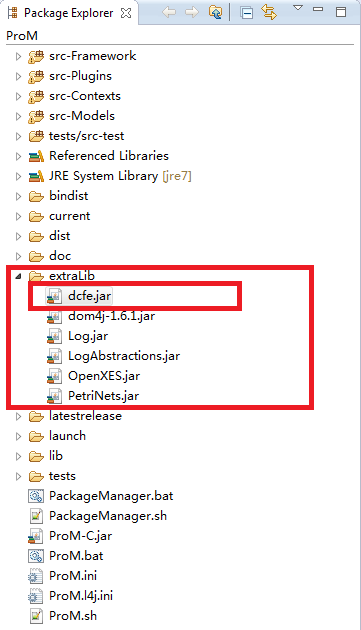 Package Explorer
ProM
src-Framework
src-Plugins
src-Contexts
src-Models
tests/src-test
Referenced Libraries
JRE System Library [jre7]
bindist
current
dist
doc
extraLib
dcfe.jar
dom4j-1.6.1.jar
Log.jar
LogAbstractions.jar
OpenXES.jar
PetriNets.jar
latestrelease
launch
lib
tests
PackageManager.bat
PackageManager.sh
ProM-C.jar
ProM.bat
ProM.ini
ProM.l4j.ini
ProM.sh